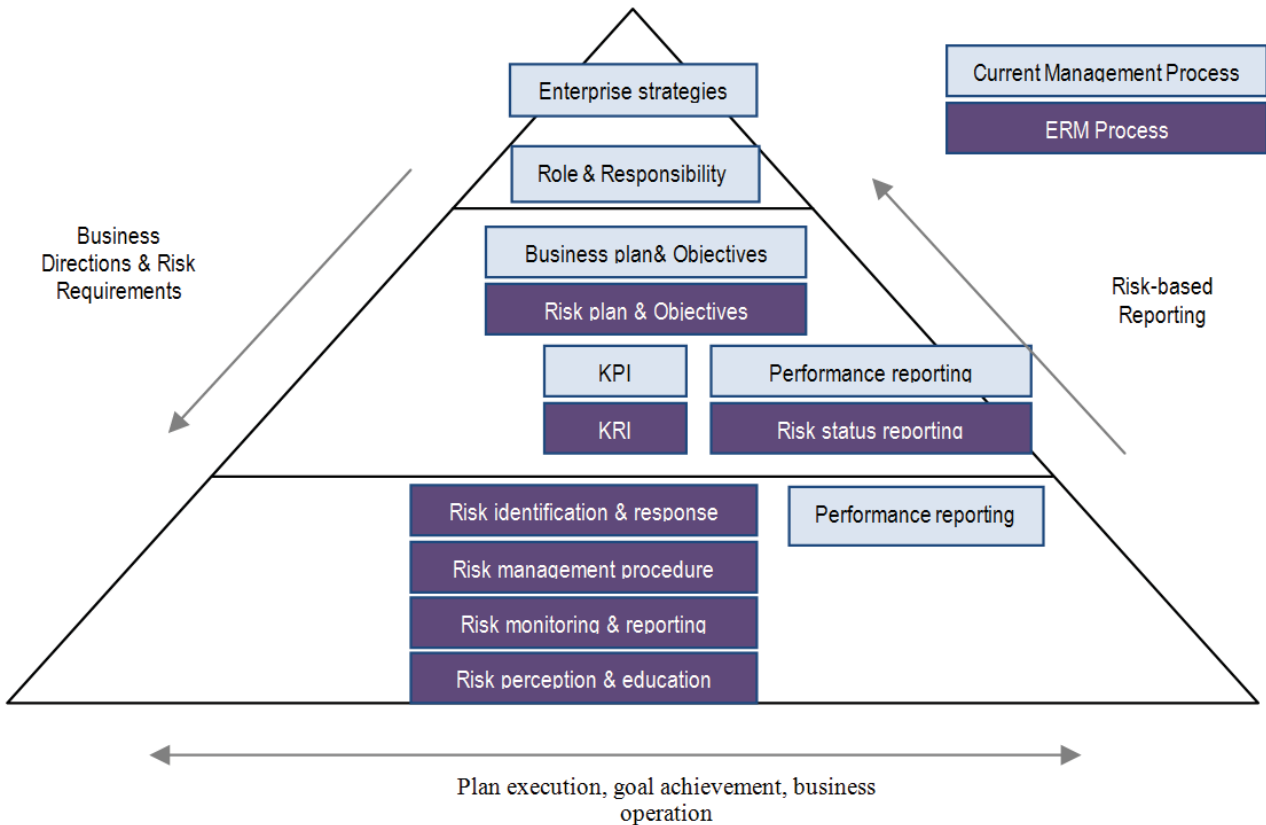 Enterprise strategies
Current Management Process
ERM Process
Role & Responsibility
Business
Directions & Risk
Requirements
Business plan& Objectives
Risk plan & Objectives
Risk-based
Reporting
KPI
Performance reporting
KRI
Risk status reporting
Risk identification & response
Performance reporting
Risk management procedure
Risk monitoring & reporting
Risk perception & education
Plan execution, goal achievement, business
operation